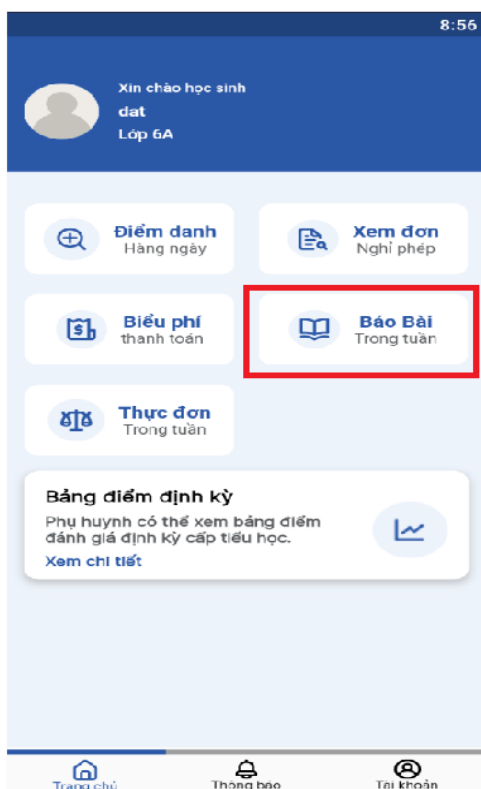 8:56
Xin chào học sinh
dat
Lớp 6A
Điểm danh
Hàng ngày
Xem đơn
Nghỉ phép
Biểu phí
thanh toán
Báo Bài
Trong tuần
Thực đơn
Trong tuần
Bảng điểm định kỳ
Phụ huynh có thể xem bảng điểm
đánh giá định kỳ cấp tiểu học.
Xem chi tiết
Trang chủ
Thông báo
Tài khoản